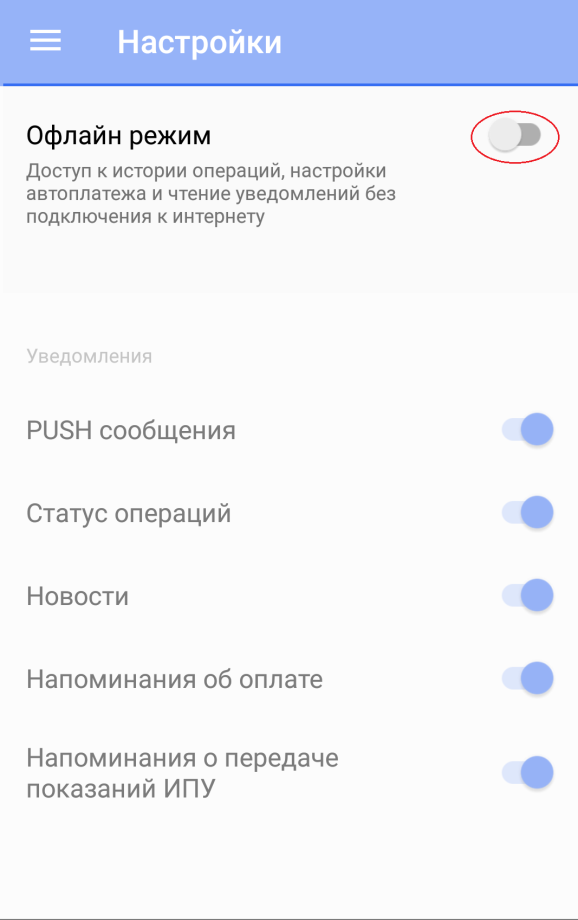 Настройки
Офлайн режим
Доступ к истории операций, настройки
автоплатежа и чтение уведомлений без
подключения к интернету
Уведомления
PUSH сообщения
Статус операций
Новости
Напоминания об оплате
Напоминания о передаче
показаний ИПУ